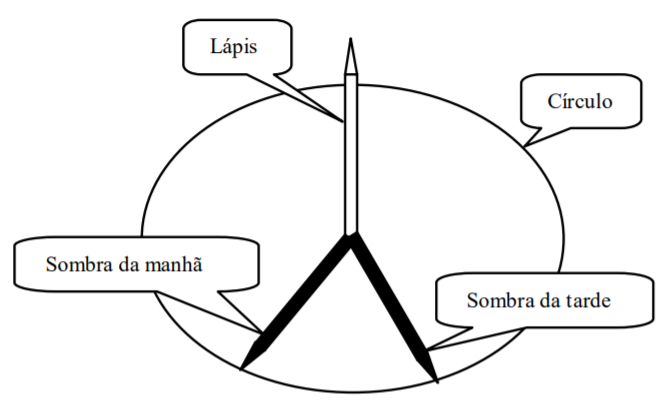 Lápis
Círculo
Sombra da manhã
Sombra da tarde